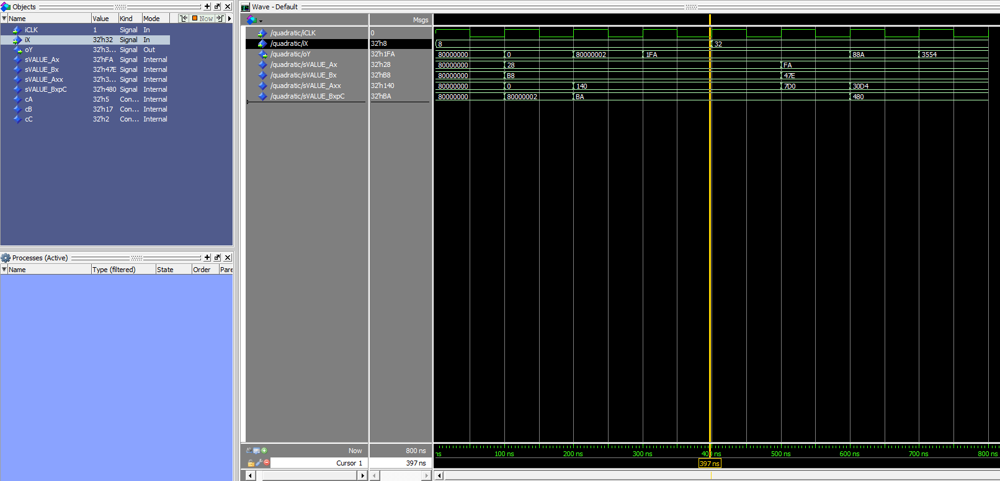 Objects
Name Value Kind Mode Now
iCLK 1 Signal In
iX 32'h32 Signal In
oY 32'h3... Signal Out
sVALUE_Ax 32'hFA Signal Internal
sVALUE_Bx 32'h47E Signal Internal
sVALUE_Axx 32'h3... Signal Internal
sVALUE_BxpC 32'h480 Signal Internal
cA 32'h5 Con... Internal
cB 32'h17 Con... Internal
cC 32'h2 Con... Internal
Processes (Active)
Name Type (filtered) State Order Pare
Wave - Default
Msgs
/quadratic/iCLK 0
/quadratic/iX 32'h8 8 32
/quadratic/oY 32'h1FA 80000000 0 80000002 1FA 88A 3554
/quadratic/sVALUE_Ax 32'h28 80000000 28 FA
/quadratic/sVALUE_Bx 32'hB8 80000000 B8 47E
/quadratic/sVALUE_Axx 32'h140 80000000 0 140 7D0 30D4
/quadratic/sVALUE_BxpC 32'hBA 80000000 80000002 BA 480
Now 800 ns ns 100 ns 200 ns 300 ns 400 ns 500 ns 600 ns 700 ns 800 ns
Cursor 1 397 ns 397 ns